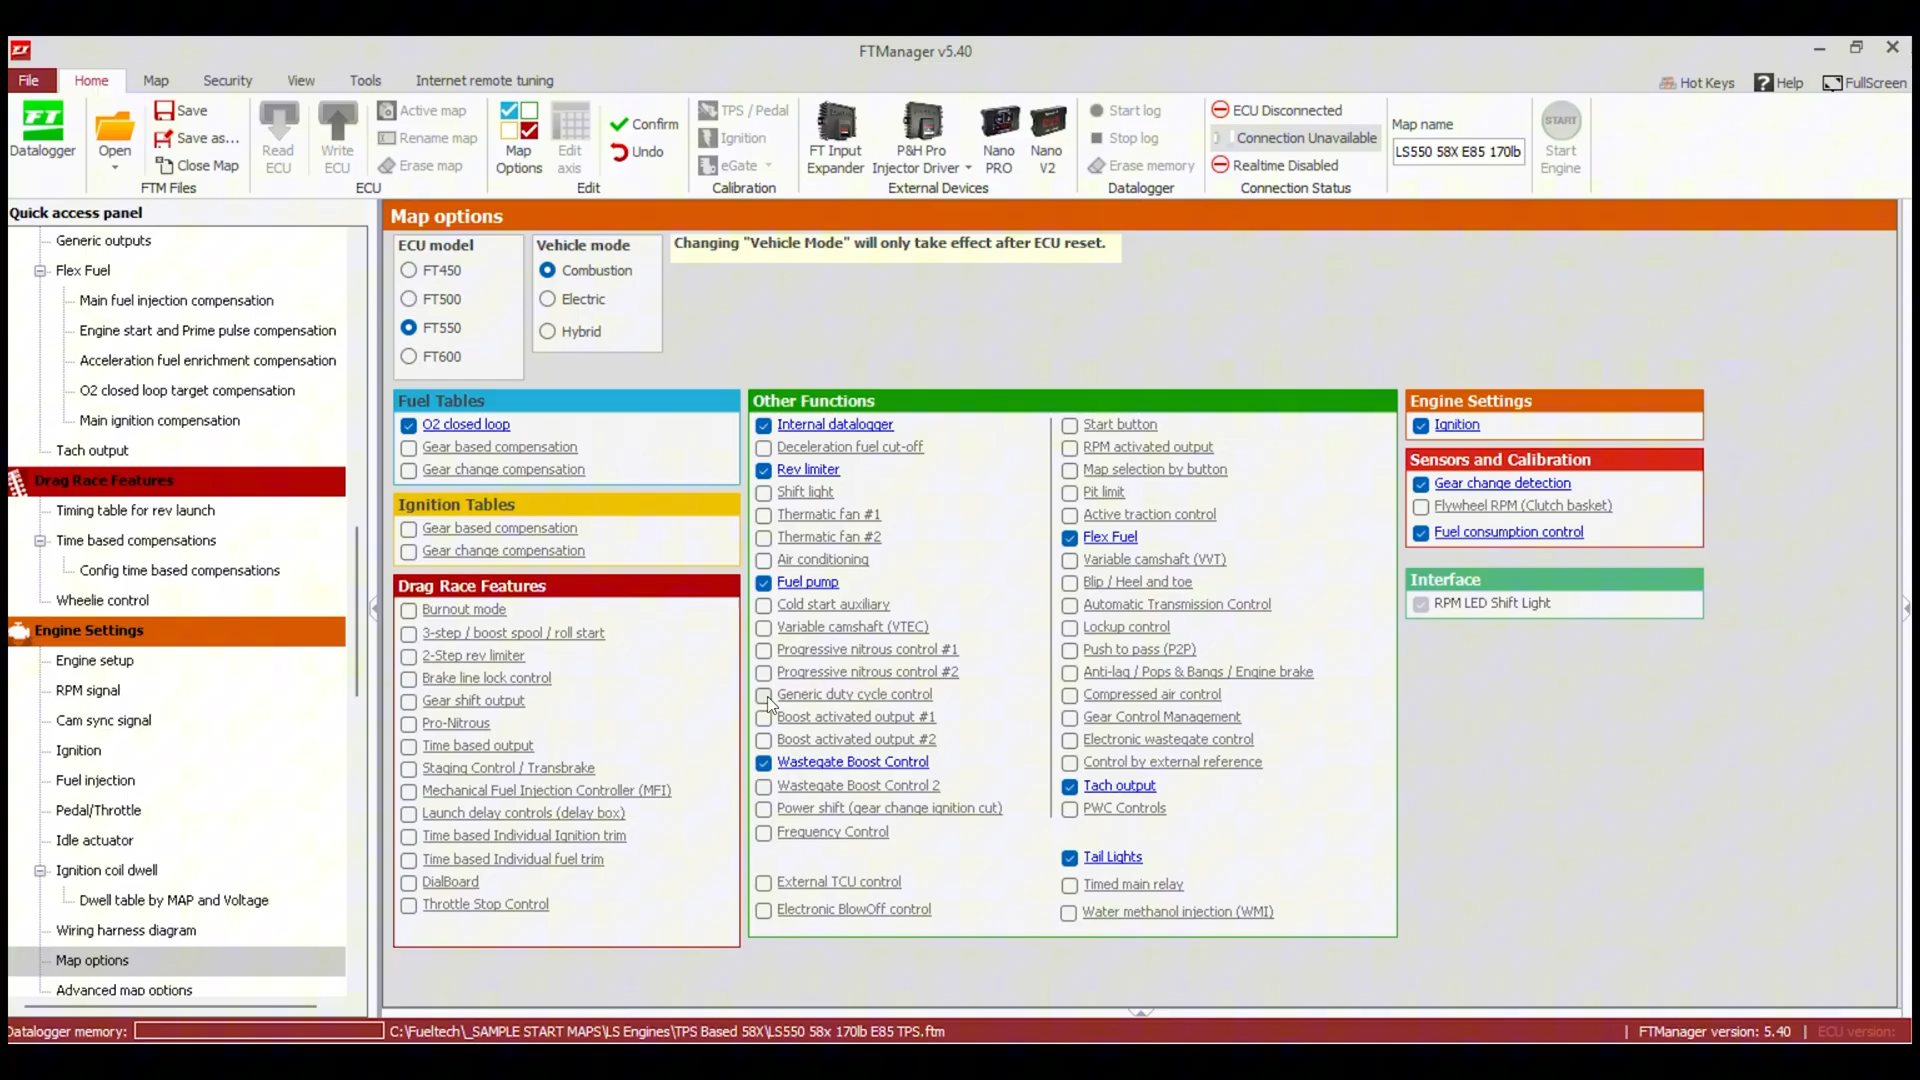 FTManager v5.40
File
Home
Map
Security
View
Tools
Internet remote tuning
Hot Keys
? Help
FullScreen
FT
Datalogger
Open
Save
Save as...
Close Map
FTM Files
Read ECU
Write ECU
Active map
Rename map
Erase map
ECU
Map Options
Edit axis
Confirm
Undo
Edit
TPS / Pedal
Ignition
eGate
Calibration
FT Input Expander
P&H Pro Injector Driver
Nano PRO
Nano V2
External Devices
Start log
Stop log
Erase memory
Datalogger
ECU Disconnected
Connection Unavailable
Realtime Disabled
Connection Status
Map name
LS550 58X E85 170lb
START
Start Engine
Quick access panel
Generic outputs
Flex Fuel
Main fuel injection compensation
Engine start and Prime pulse compensation
Acceleration fuel enrichment compensation
O2 closed loop target compensation
Main ignition compensation
Tach output
Drag Race Features
Timing table for rev launch
Time based compensations
Config time based compensations
Wheelie control
Engine Settings
Engine setup
RPM signal
Cam sync signal
Ignition
Fuel injection
Pedal/Throttle
Idle actuator
Ignition coil dwell
Dwell table by MAP and Voltage
Wiring harness diagram
Map options
Advanced map options
Map options
ECU model
FT450
FT500
FT550
FT600
Vehicle mode
Combustion
Electric
Hybrid
Changing "Vehicle Mode" will only take effect after ECU reset.
Fuel Tables
O2 closed loop
Gear based compensation
Gear change compensation
Ignition Tables
Gear based compensation
Gear change compensation
Drag Race Features
Burnout mode
3-step / boost spool / roll start
2-Step rev limiter
Brake line lock control
Gear shift output
Pro-Nitrous
Time based output
Staging Control / Transbrake
Mechanical Fuel Injection Controller (MFI)
Launch delay controls (delay box)
Time based Individual Ignition trim
Time based Individual fuel trim
DialBoard
Throttle Stop Control
Other Functions
Internal datalogger
Deceleration fuel cut-off
Rev limiter
Shift light
Thermatic fan #1
Thermatic fan #2
Air conditioning
Fuel pump
Cold start auxiliary
Variable camshaft (VTEC)
Progressive nitrous control #1
Progressive nitrous control #2
Generic duty cycle control
Boost activated output #1
Boost activated output #2
Wastegate Boost Control
Wastegate Boost Control 2
Power shift (gear change ignition cut)
Frequency Control
External TCU control
Electronic BlowOff control
Start button
RPM activated output
Map selection by button
Pit limit
Active traction control
Flex Fuel
Variable camshaft (VVT)
Blip / Heel and toe
Automatic Transmission Control
Lockup control
Push to pass (P2P)
Anti-lag / Pops & Bangs / Engine brake
Compressed air control
Gear Control Management
Electronic wastegate control
Control by external reference
Tach output
PWC Controls
Tail Lights
Timed main relay
Water methanol injection (WMI)
Engine Settings
Ignition
Sensors and Calibration
Gear change detection
Flywheel RPM (Clutch basket)
Fuel consumption control
Interface
RPM LED Shift Light
Datalogger memory:
C:\Fueltech\_SAMPLE START MAPS\LS Engines\TPS Based 58X\LS550 58x 170lb E85 TPS.ftm
FTManager version: 5.40
ECU version: